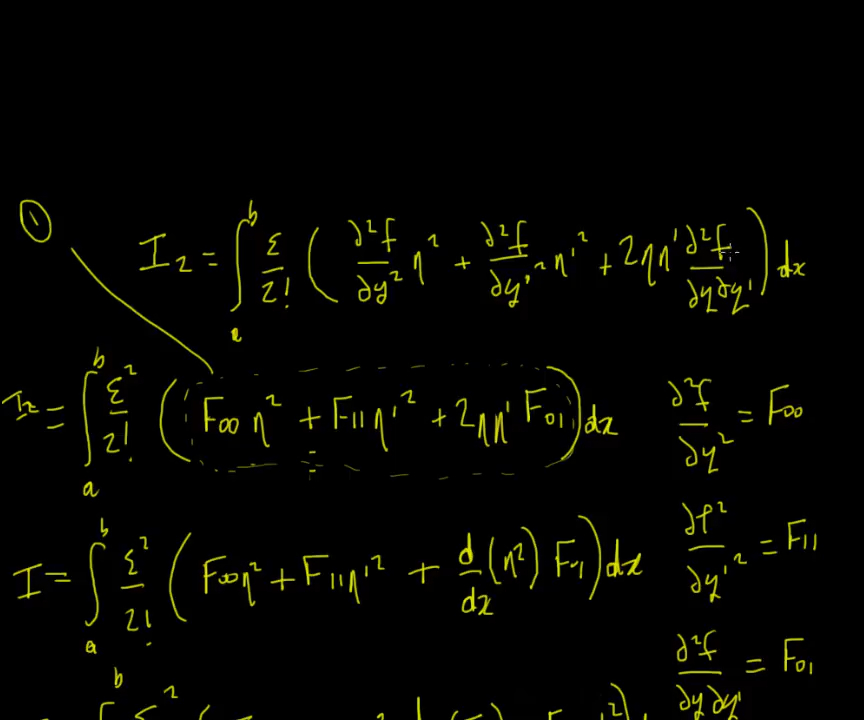 ①
I₂ = ∫ₐᵇ ε/2! ( ∂²f/∂y² η² + ∂²f/∂y'² η'² + 2ηη' ∂²f/∂y∂y' ) dx
I₂ = ∫ₐᵇ ε²/2! ( F₀₀ η² + F₁₁ η'² + 2ηη' F₀₁ ) dx
∂²f/∂y² = F₀₀
I = ∫ₐᵇ ε²/2! ( F₀₀η² + F₁₁η'² + d/dx (η²) F₀₁ ) dx
∂f²/∂y'² = F₁₁
∂²f/∂y∂y' = F₀₁